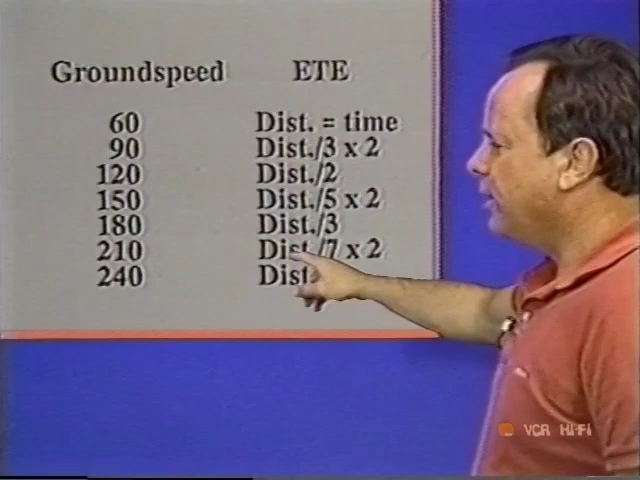 Groundspeed ETE
60 Dist. = time
90 Dist./3 x 2
120 Dist./2
150 Dist./5 x 2
180 Dist./3
210 Dist./7 x 2
240 Dist.
VCR HI-FI